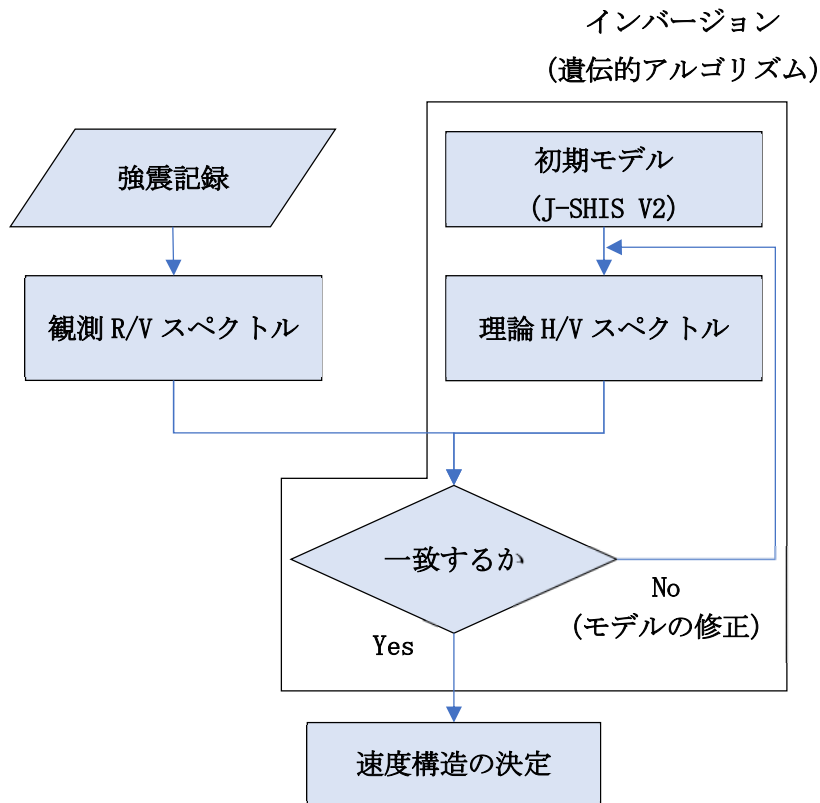 インバージョン
(遺伝的アルゴリズム)
強震記録
初期モデル
(J-SHIS V2)
観測 R/V スペクトル
理論 H/V スペクトル
一致するか
No
(モデルの修正)
Yes
速度構造の決定